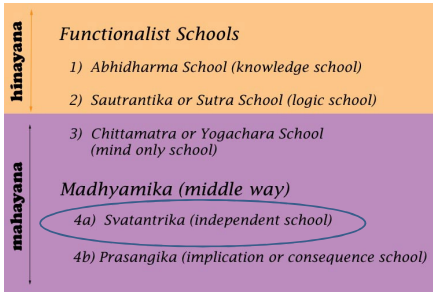 hinayana
Functionalist Schools
1) Abhidharma School (knowledge school)
2) Sautrantika or Sutra School (logic school)
mahayana
3) Chittamatra or Yogachara School
(mind only school)
Madhyamika (middle way)
4a) Svatantrika (independent school)
4b) Prasangika (implication or consequence school)